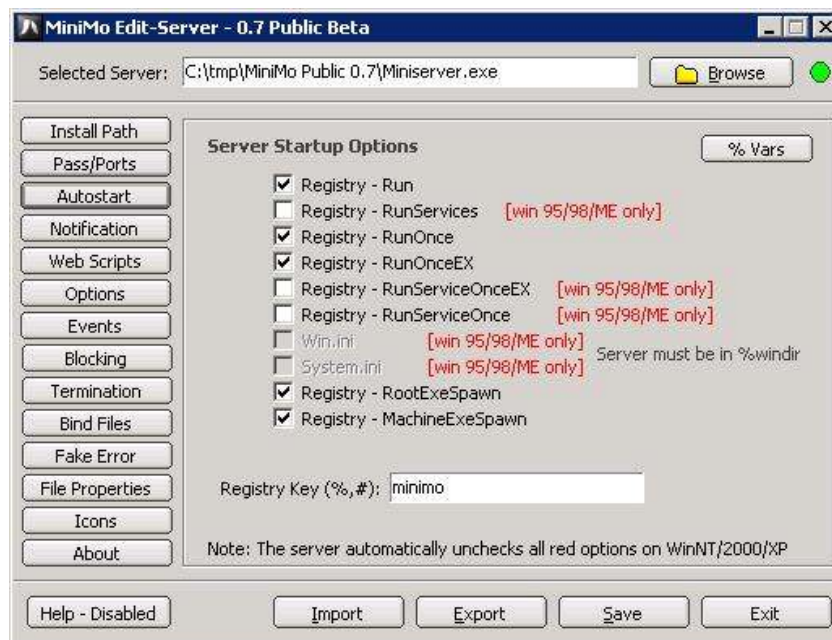 MiniMo Edit-Server - 0.7 Public Beta
Selected Server: C:\tmp\MiniMo Public 0.7\Miniserver.exe Browse
Install Path
Pass/Ports
Autostart
Notification
Web Scripts
Options
Events
Blocking
Termination
Bind Files
Fake Error
File Properties
Icons
About
Server Startup Options % Vars
Registry - Run
Registry - RunServices [win 95/98/ME only]
Registry - RunOnce
Registry - RunOnceEX
Registry - RunServiceOnceEX [win 95/98/ME only]
Registry - RunServiceOnce [win 95/98/ME only]
Win.ini [win 95/98/ME only]
System.ini [win 95/98/ME only] Server must be in %windir
Registry - RootExeSpawn
Registry - MachineExeSpawn
Registry Key (%,#): minimo
Note: The server automatically unchecks all red options on WinNT/2000/XP
Help - Disabled Import Export Save Exit